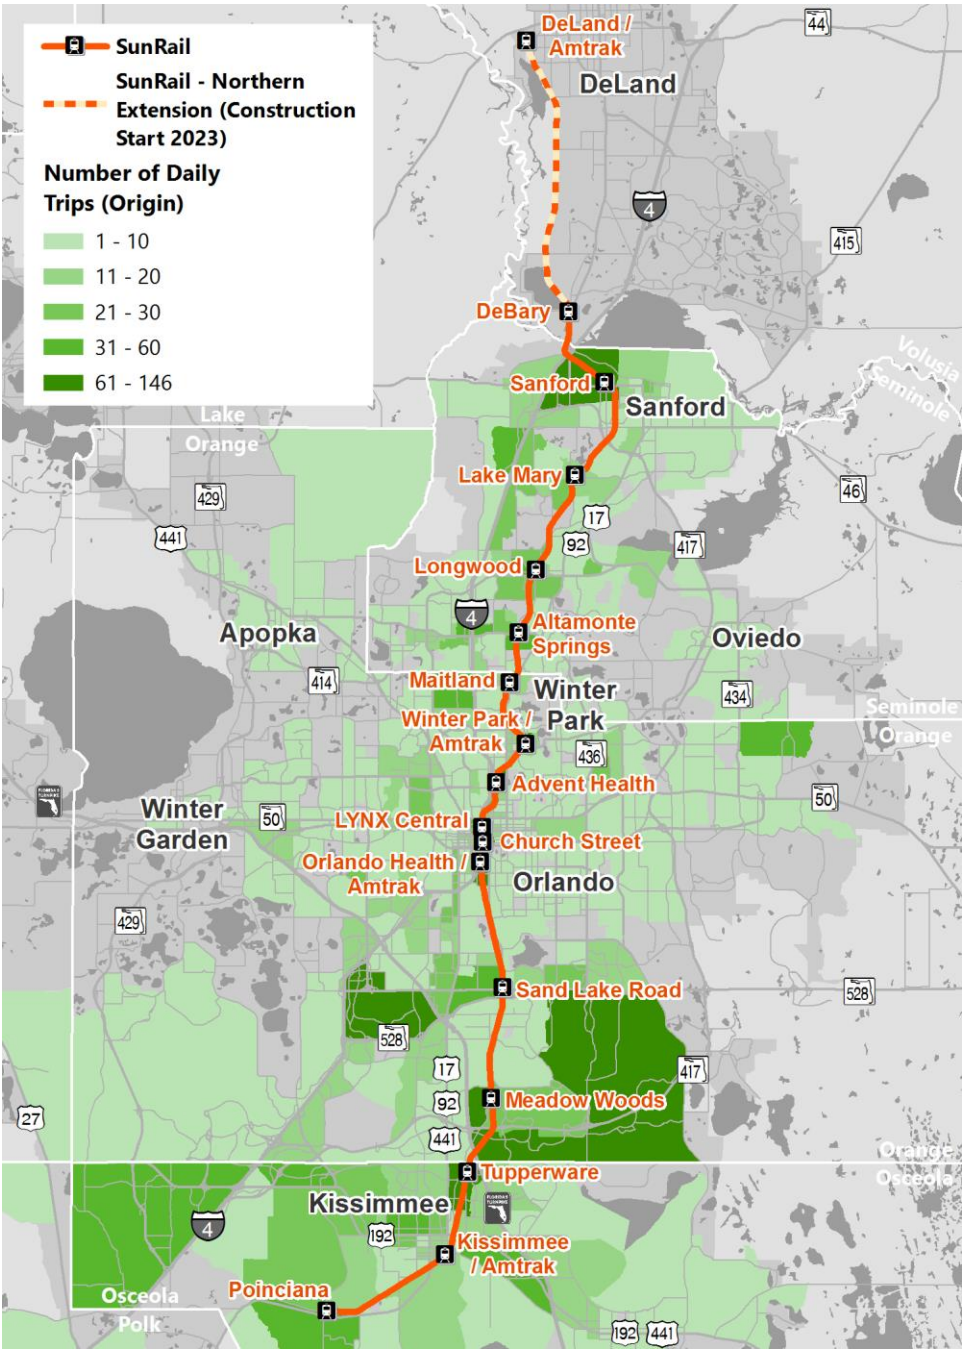 SunRail
SunRail - Northern
Extension (Construction
Start 2023)
Number of Daily
Trips (Origin)
1 - 10
11 - 20
21 - 30
31 - 60
61 - 146
DeLand /
Amtrak
44
DeLand
4
415
DeBary
Volusia
Seminole
Sanford
Sanford
Lake
Orange
Lake Mary
429
46
441
17
92
417
Longwood
4
Altamonte
Springs
Apopka
Oviedo
414
Maitland
434
Winter
Park
Seminole
Orange
Winter Park /
Amtrak
436
Advent Health
50
Winter
Garden
50
LYNX Central
Church Street
Orlando Health /
Amtrak
Orlando
429
Sand Lake Road
528
528
17
417
92
Meadow Woods
27
441
Orange
Osceola
Tupperware
Kissimmee
4
192
Kissimmee
/ Amtrak
Poinciana
Osceola
Polk
192
441